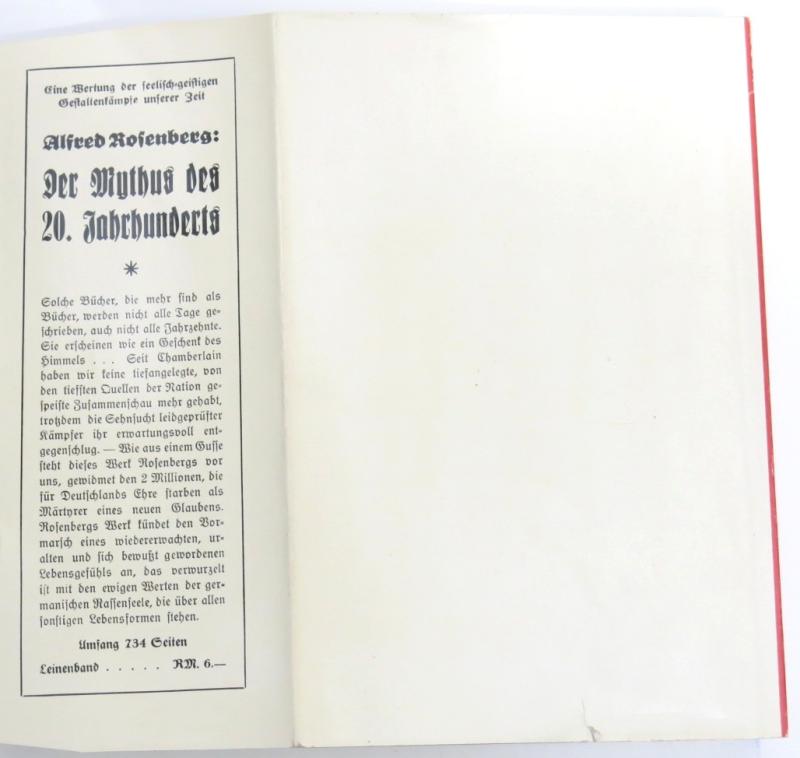 Eine Wertung der seelisch-geistigen
Gestaltenkämpfe unserer Zeit
Alfred Rosenberg:
Der Mythus des
20. Jahrhunderts
*
Solche Bücher, die mehr sind als
Bücher, werden nicht alle Tage ge-
schrieben, auch nicht alle Jahrzehnte.
Sie erscheinen wie ein Geschenk des
Himmels . . . Seit Chamberlain
haben wir keine tiefangelegte, von
den tiefsten Quellen der Nation ge-
speiste Zusammenschau mehr gehabt,
trotzdem die Sehnsucht leidgeprüfter
Kämpfer ihr erwartungsvoll ent-
gegenschlug. — Wie aus einem Gusse
steht dieses Werk Rosenbergs vor
uns, gewidmet den 2 Millionen, die
für Deutschlands Ehre starben als
Märtyrer eines neuen Glaubens.
Rosenbergs Werk kündet den Vor-
marsch eines wiedererwachten, ur-
alten und sich bewußt gewordenen
Lebensgefühls an, das verwurzelt
ist mit den ewigen Werten der ger-
manischen Rassenseele, die über allen
sonstigen Lebensformen stehen.
Umfang 734 Seiten
Leinenband . . . . . RM. 6.—